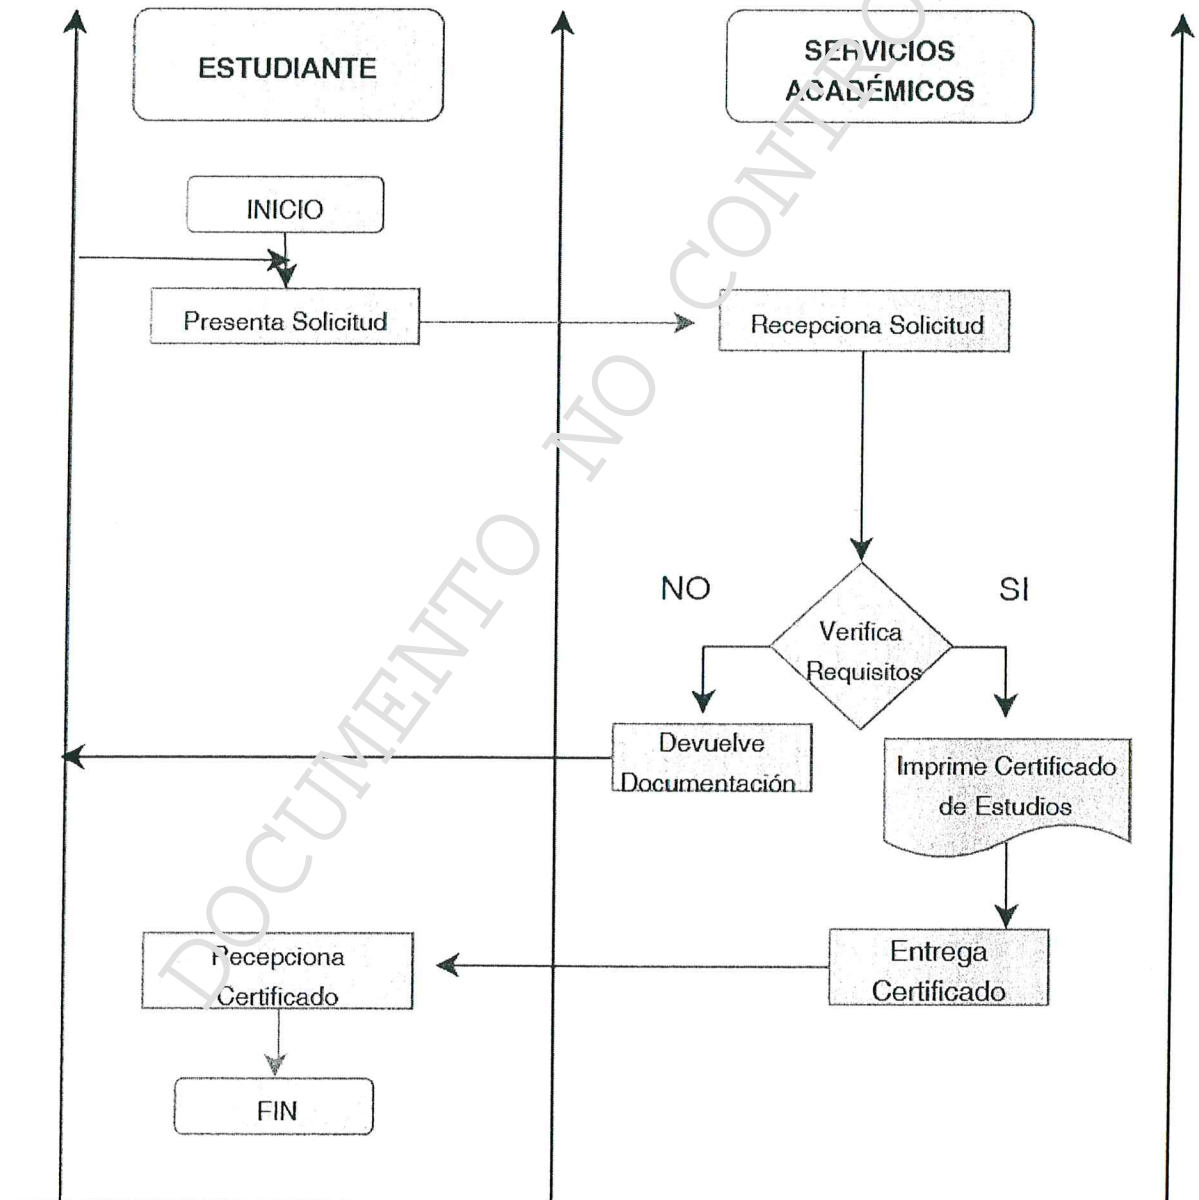 ESTUDIANTE
SERVICIOS
ACADÉMICOS
INICIO
Presenta Solicitud
Recepciona Solicitud
NO
SI
Verifica
Requisitos
Devuelve
Documentación
Imprime Certificado
de Estudios
Recepciona
Certificado
Entrega
Certificado
FIN
DOCUMENTO NO CONTRO